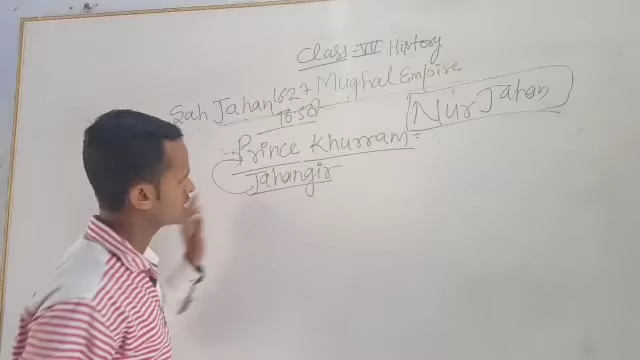 Class - VII History
Sah Jahan 1627 Mughal Empire
1658
Nur Jahan
Prince Khurram
Jahangir